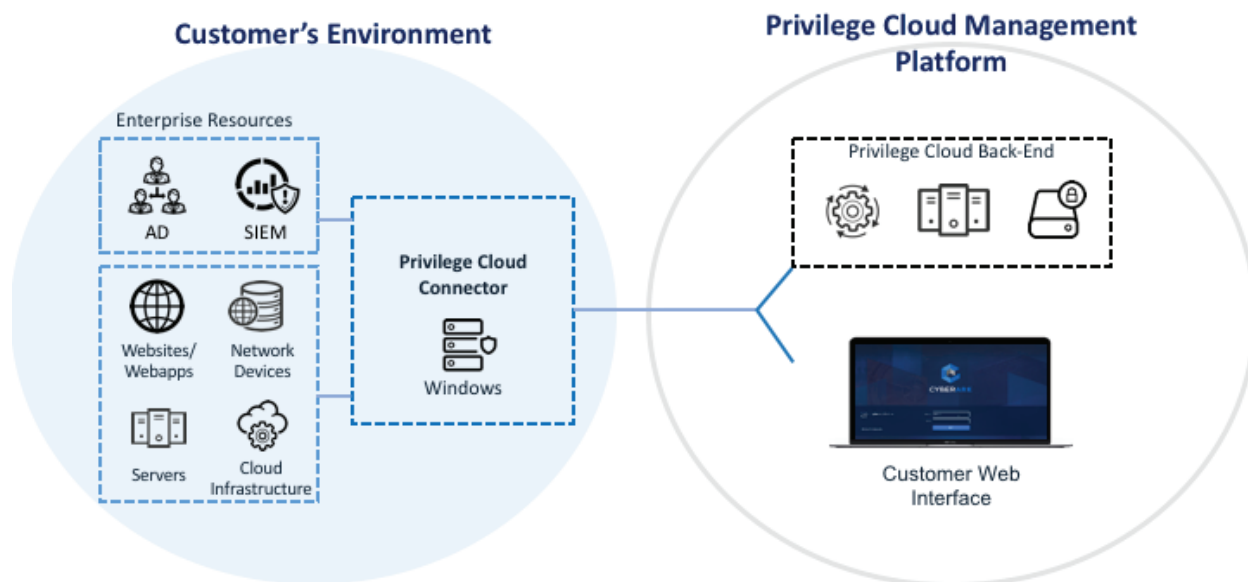 Customer's Environment
Privilege Cloud Management
Platform
Enterprise Resources
AD
SIEM
Websites/
Webapps
Network
Devices
Servers
Cloud
Infrastructure
Privilege Cloud
Connector
Windows
Privilege Cloud Back-End
CYBERARK
Customer Web
Interface